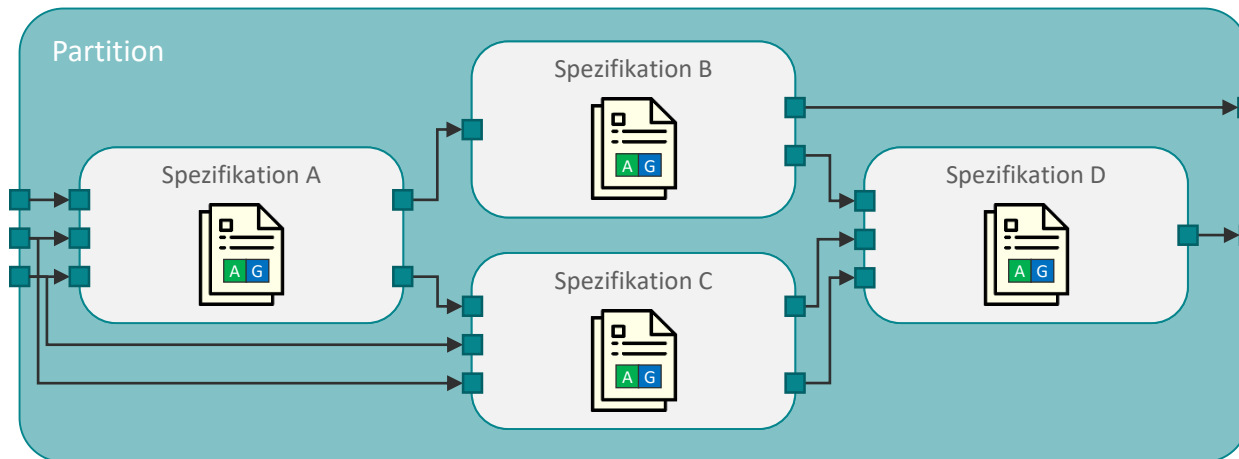 Partition
Spezifikation B
A G
Spezifikation A
A G
Spezifikation D
A G
Spezifikation C
A G